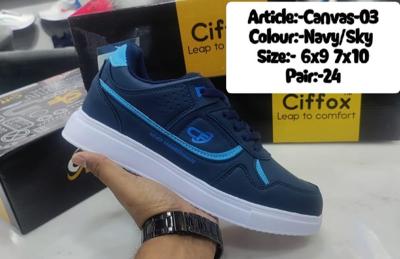 Article:-Canvas-03
Colour:-Navy/Sky
Size:- 6x9 7x10
Pair:-24
Ciffox
Leap to comfort
Ciffox
Leap to comfort